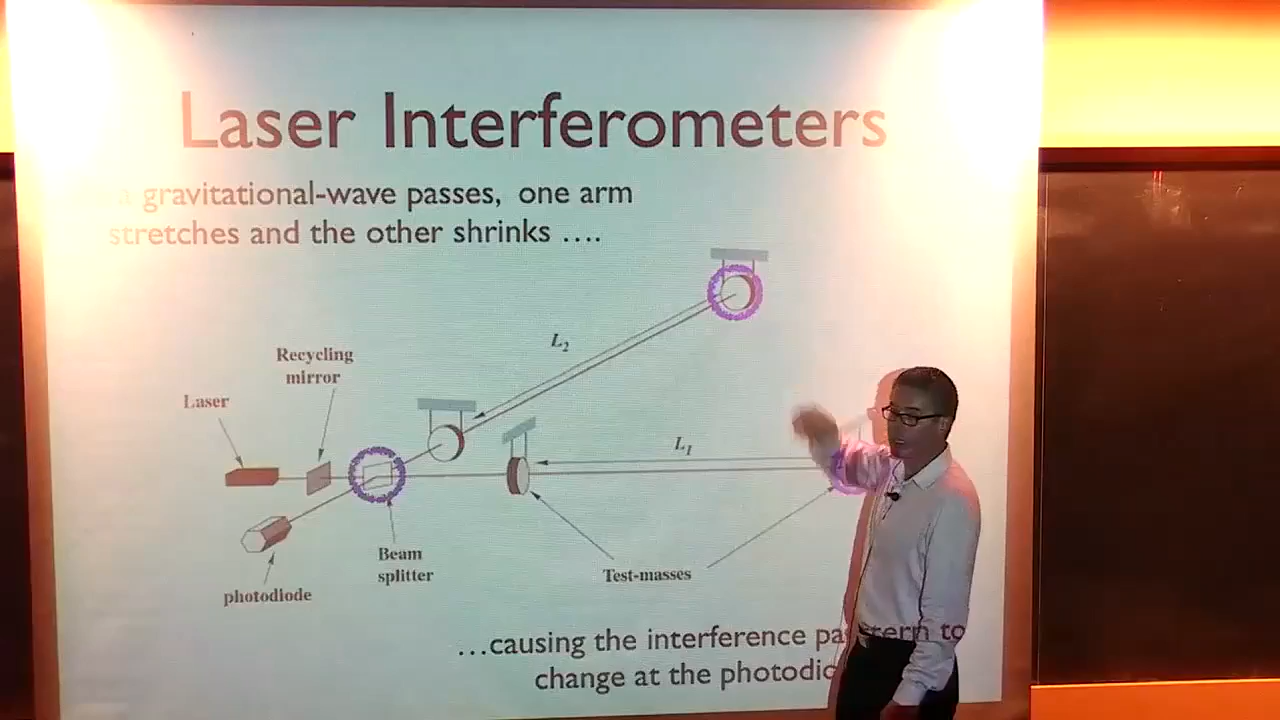 Laser Interferometers
a gravitational-wave passes, one arm
stretches and the other shrinks ....
L2
Recycling
mirror
Laser
L1
Beam
splitter
Test-masses
photodiode
...causing the interference pattern to
change at the